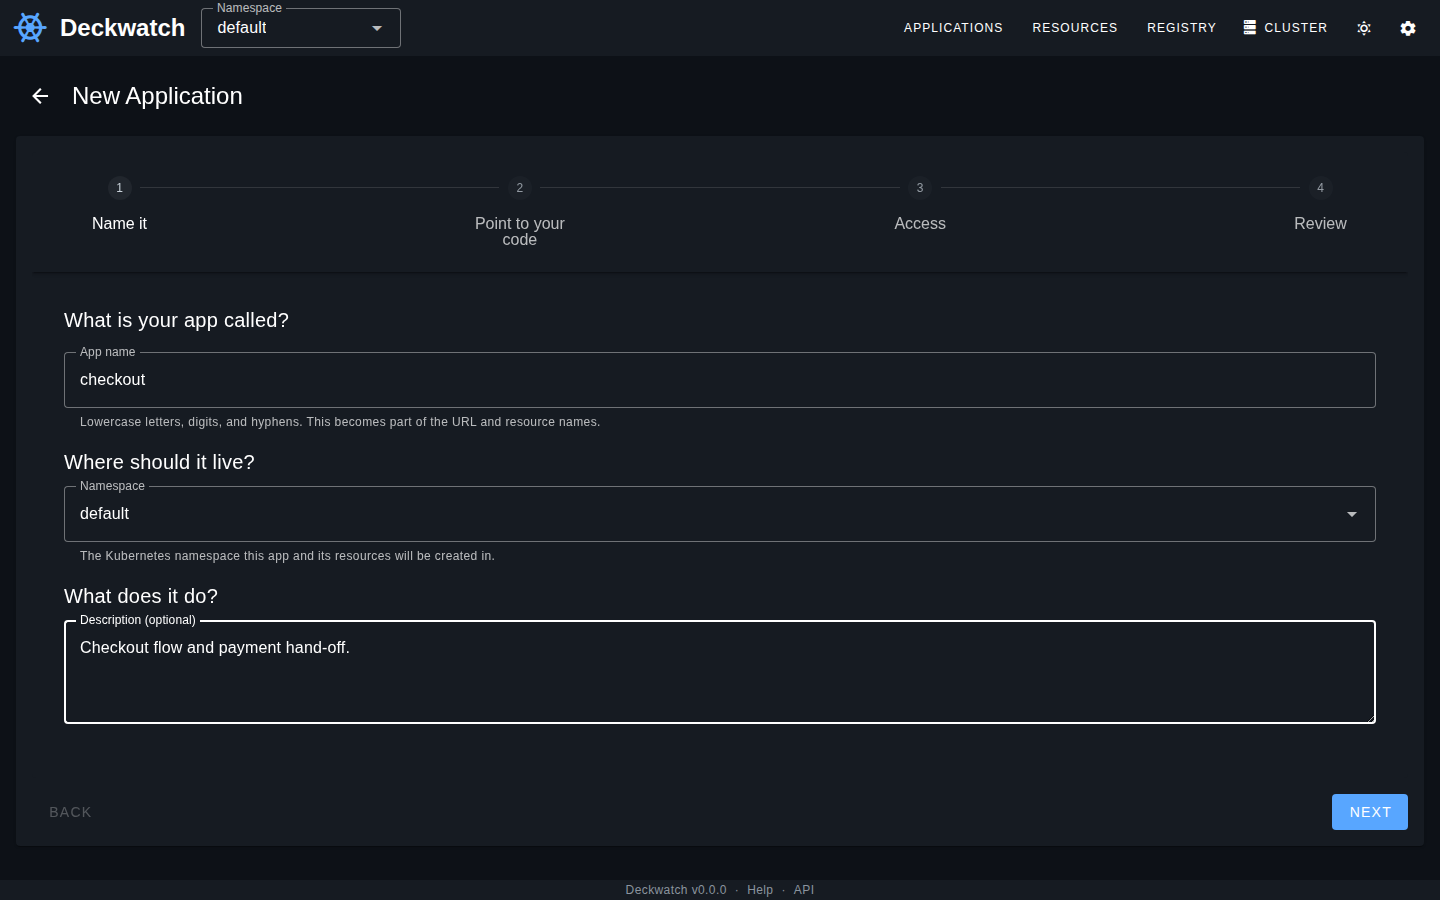 Deckwatch
Namespace
default
APPLICATIONS
RESOURCES
REGISTRY
CLUSTER
New Application
1
2
3
4
Name it
Point to your
code
Access
Review
What is your app called?
App name
checkout
Lowercase letters, digits, and hyphens. This becomes part of the URL and resource names.
Where should it live?
Namespace
default
The Kubernetes namespace this app and its resources will be created in.
What does it do?
Description (optional)
Checkout flow and payment hand-off.
BACK
NEXT
Deckwatch v0.0.0 · Help · API